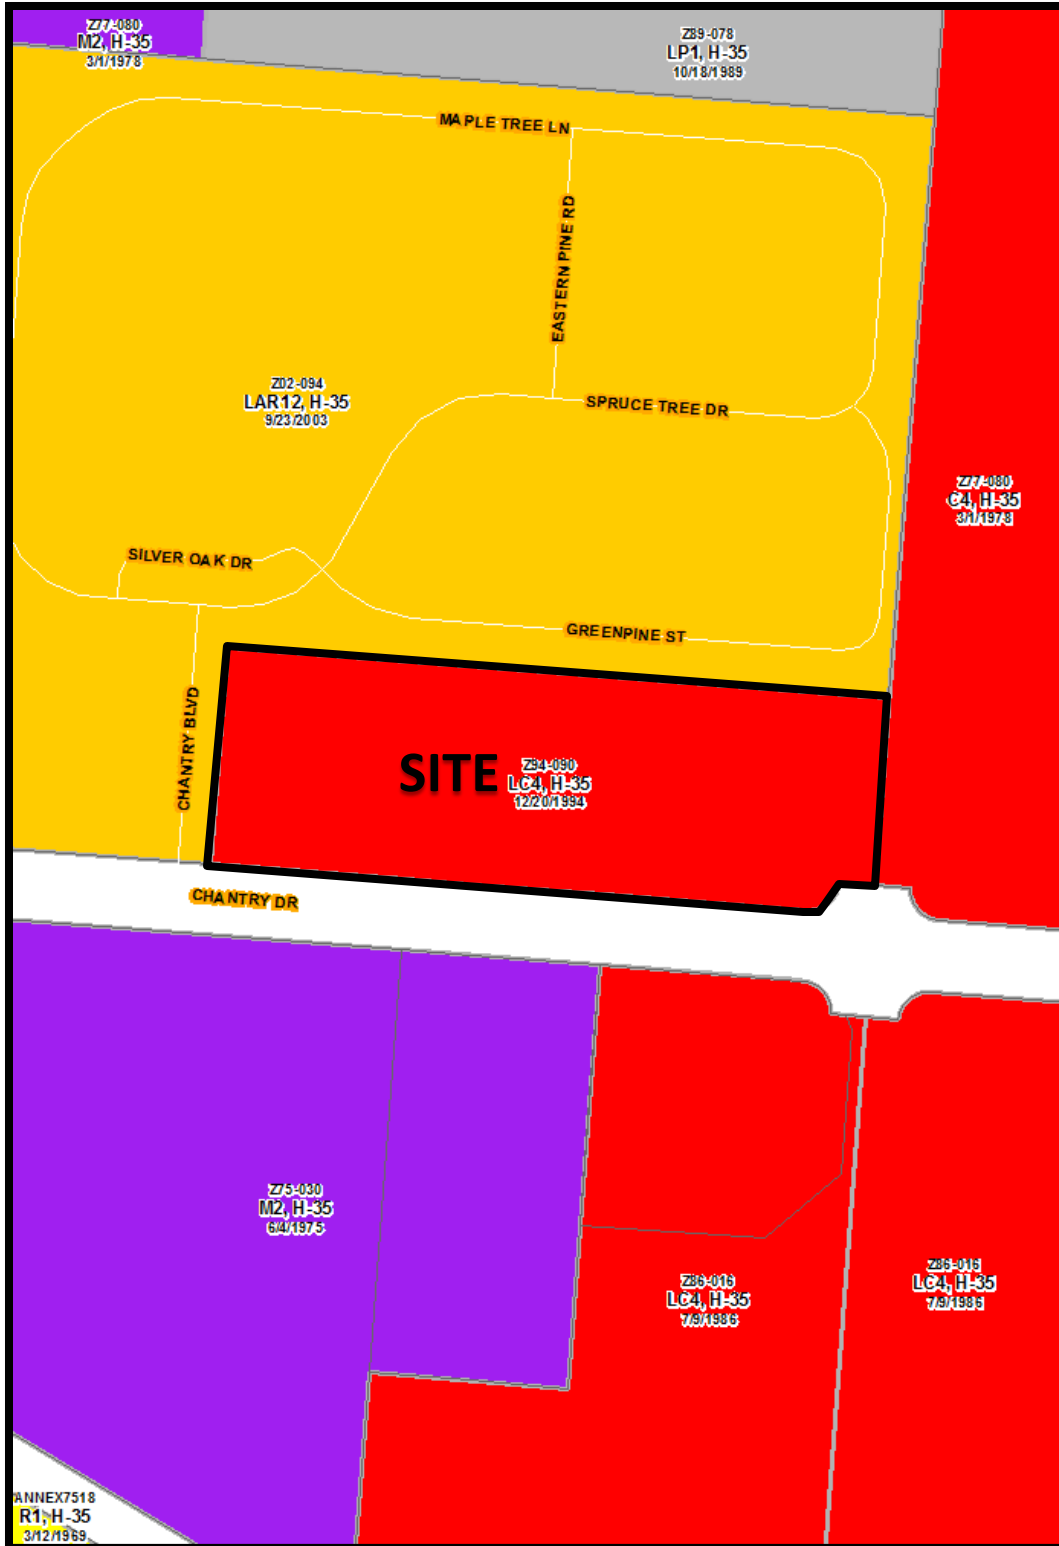 Z77-080
M2, H-35
3/1/1978
Z89-078
LP1, H-35
10/18/1989
MAPLE TREE LN
EASTERN PINE RD
Z02-094
LAR12, H-35
9/23/2003
SPRUCE TREE DR
Z77-080
C4, H-35
3/1/1978
SILVER OAK DR
GREENPINE ST
CHANTRY BLVD
SITE
Z94-090
LC4, H-35
12/20/1994
CHANTRY DR
Z75-030
M2, H-35
6/4/1975
Z86-016
LC4, H-35
7/9/1986
Z86-016
LC4, H-35
7/9/1986
ANNEX7518
R1, H-35
3/12/1969